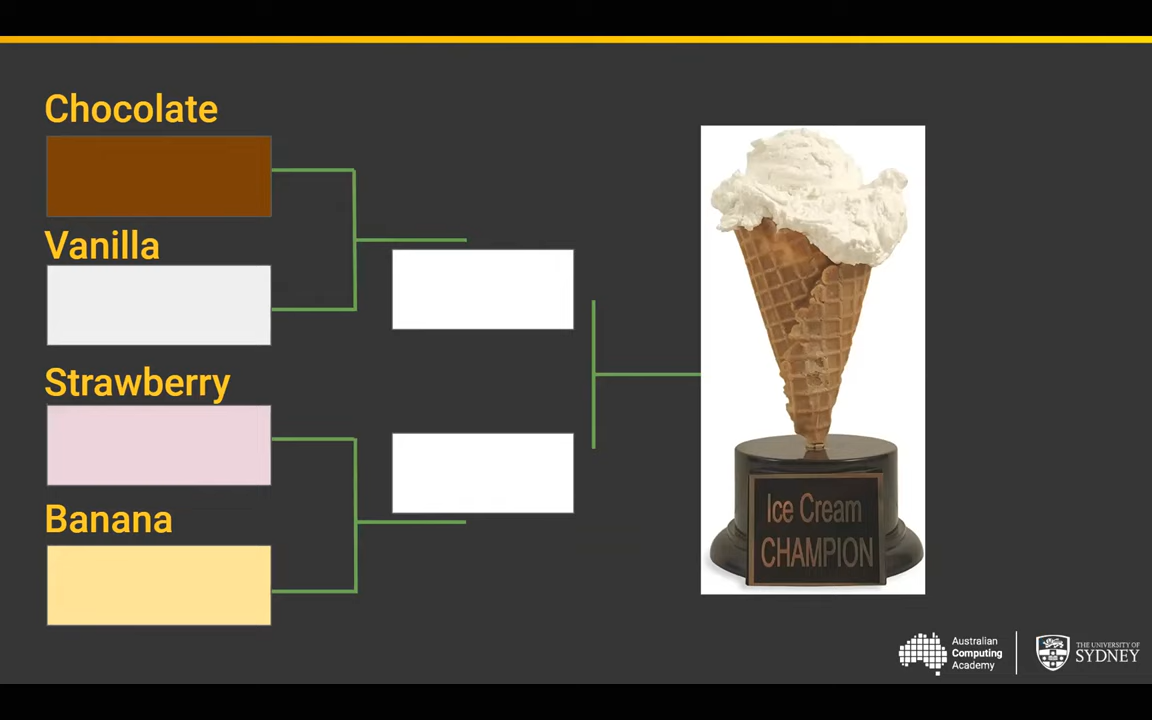 Chocolate
Vanilla
Strawberry
Banana
Ice Cream
CHAMPION
Australian
Computing
Academy
THE UNIVERSITY OF
SYDNEY